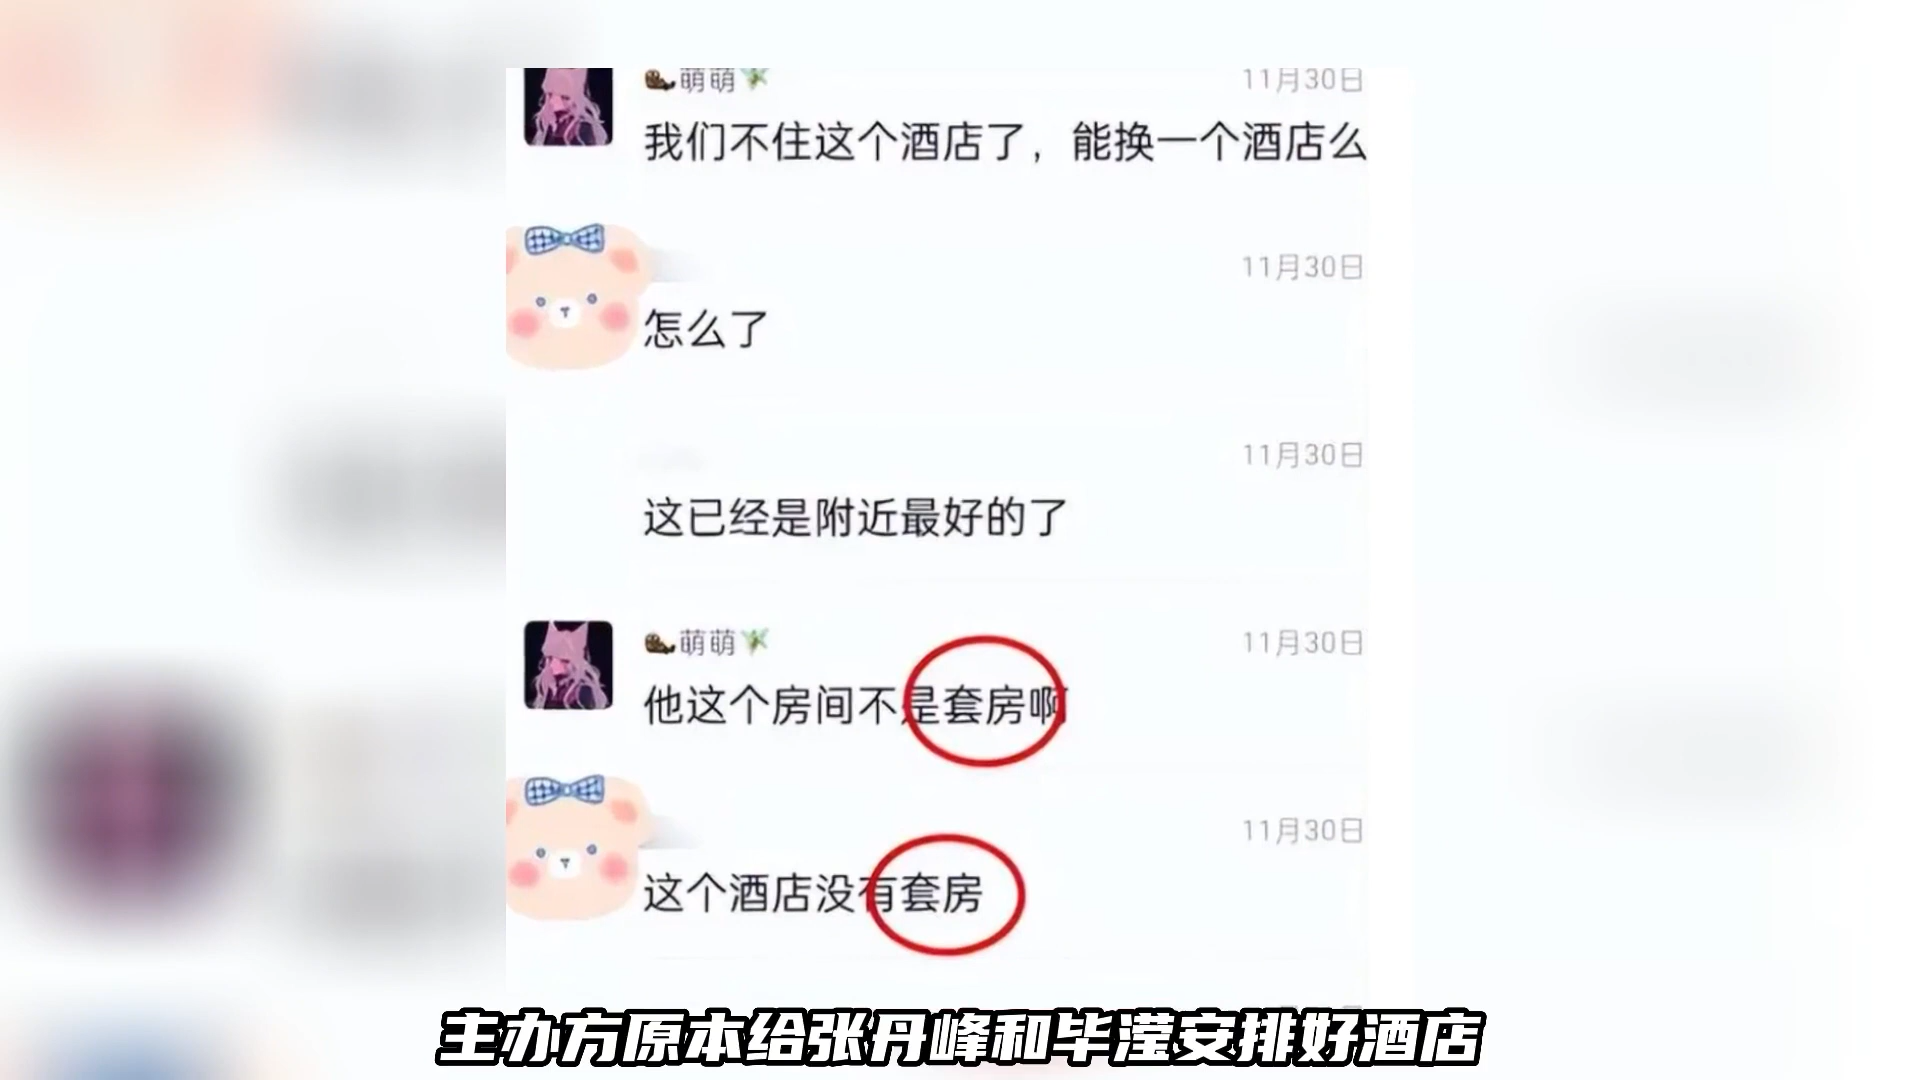 萌萌
11月30日
我们不住这个酒店了，能换一个酒店么
11月30日
怎么了
11月30日
这已经是附近最好的了
萌萌
11月30日
他这个房间不是套房啊
11月30日
这个酒店没有套房
主办方原本给张丹峰和毕滢安排好酒店